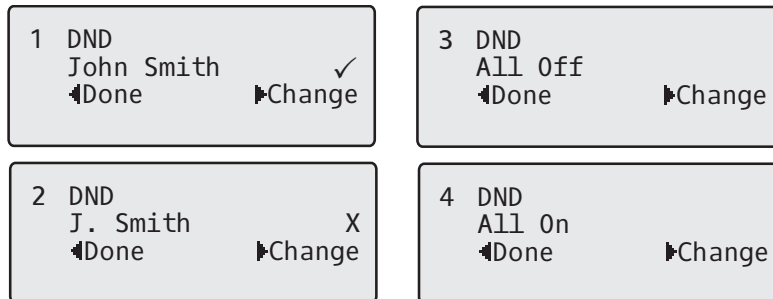 1 DND
John Smith ✓
◀Done ▶Change
2 DND
J. Smith X
◀Done ▶Change
3 DND
All Off
◀Done ▶Change
4 DND
All On
◀Done ▶Change